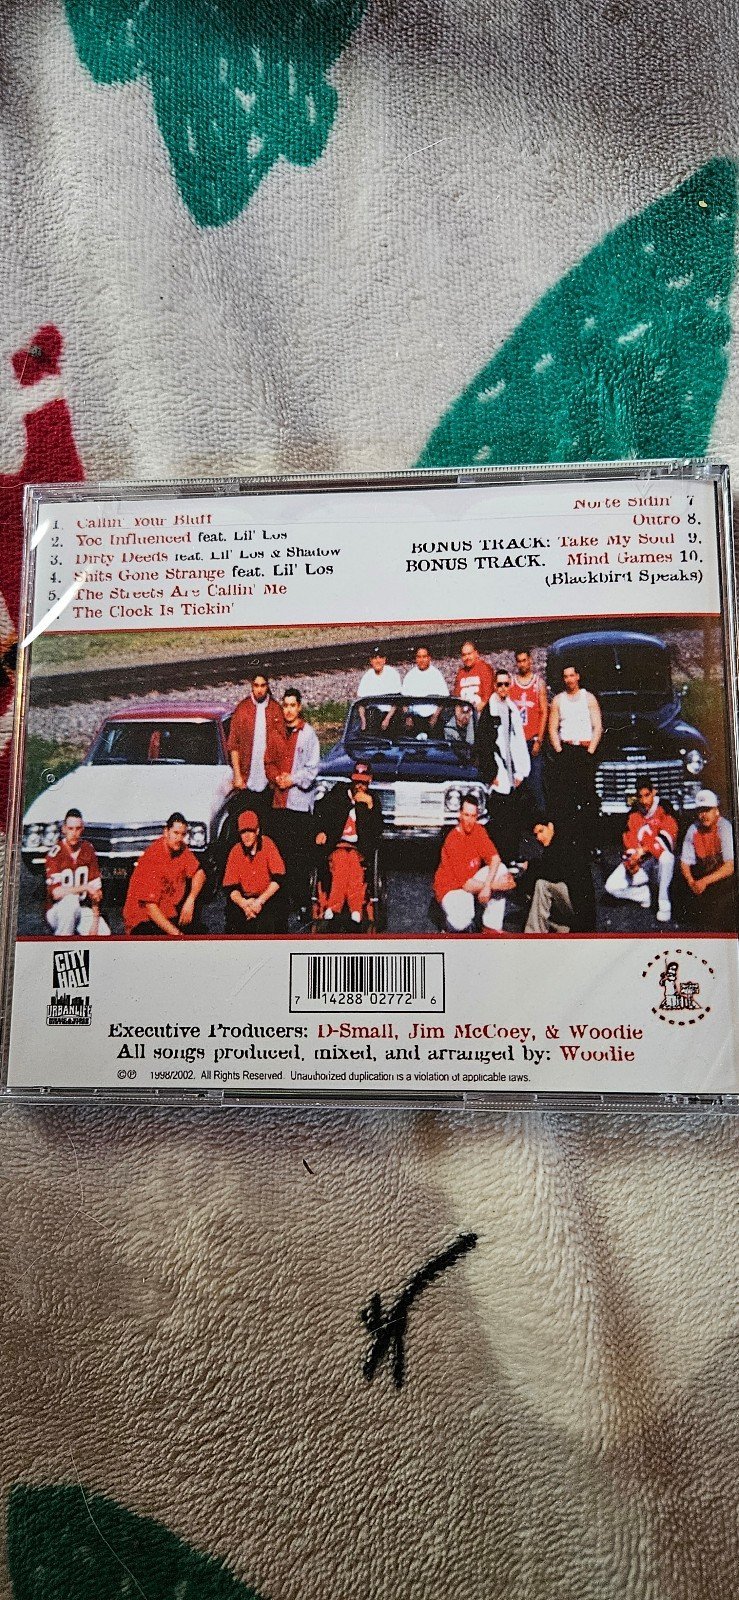 1. Callin' Your Bluff
2. Yoc Influenced feat. Lil' Los
3. Dirty Deeds feat. Lil' Los & Shadow
4. Shits Gone Strange feat. Lil' Los
5. The Streets Are Callin' Me
The Clock Is Tickin'
Norte Sidin' 7
Outro 8.
BONUS TRACK: Take My Soul 9.
BONUS TRACK. Mind Games 10.
(Blackbird Speaks)
90
CITY
HALL
URBANLIFE
7 14288 02772 6
Executive Producers: D-Small, Jim McCoey, & Woodie
All songs produced, mixed, and arranged by: Woodie
©℗ 1998/2002. All Rights Reserved. Unauthorized duplication is a violation of applicable laws.